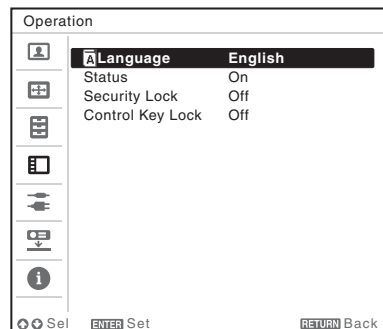 Operation
A Language English
Status On
Security Lock Off
Control Key Lock Off
Sel ENTER Set RETURN Back